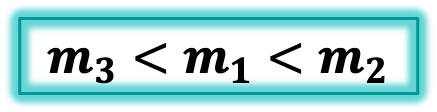 m₃ < m₁ < m₂